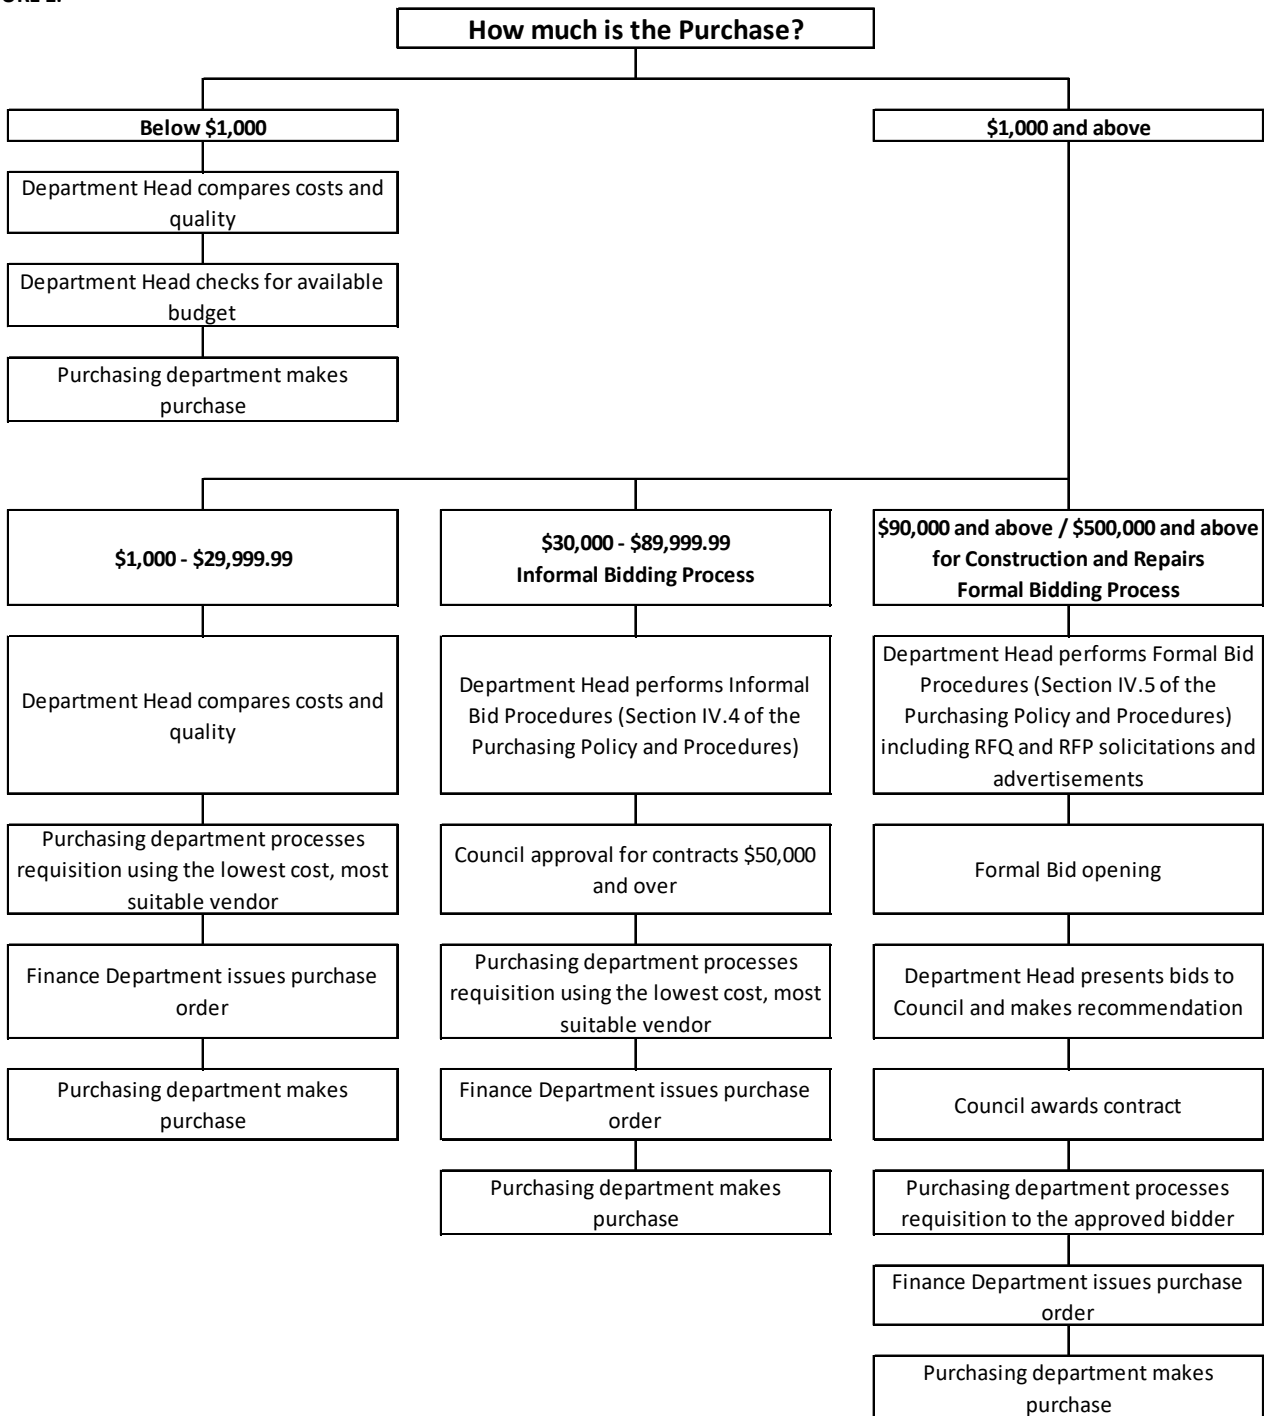 How much is the Purchase?
Below $1,000
$1,000 and above
Department Head compares costs and
quality
Department Head checks for available
budget
Purchasing department makes
purchase
$1,000 - $29,999.99
Department Head compares costs and
quality
Purchasing department processes
requisition using the lowest cost, most
suitable vendor
Finance Department issues purchase
order
Purchasing department makes
purchase
$30,000 - $89,999.99
Informal Bidding Process
Department Head performs Informal
Bid Procedures (Section IV.4 of the
Purchasing Policy and Procedures)
Council approval for contracts $50,000
and over
Purchasing department processes
requisition using the lowest cost, most
suitable vendor
Finance Department issues purchase
order
Purchasing department makes
purchase
$90,000 and above / $500,000 and above
for Construction and Repairs
Formal Bidding Process
Department Head performs Formal Bid
Procedures (Section IV.5 of the
Purchasing Policy and Procedures)
including RFQ and RFP solicitations and
advertisements
Formal Bid opening
Department Head presents bids to
Council and makes recommendation
Council awards contract
Purchasing department processes
requisition to the approved bidder
Finance Department issues purchase
order
Purchasing department makes
purchase